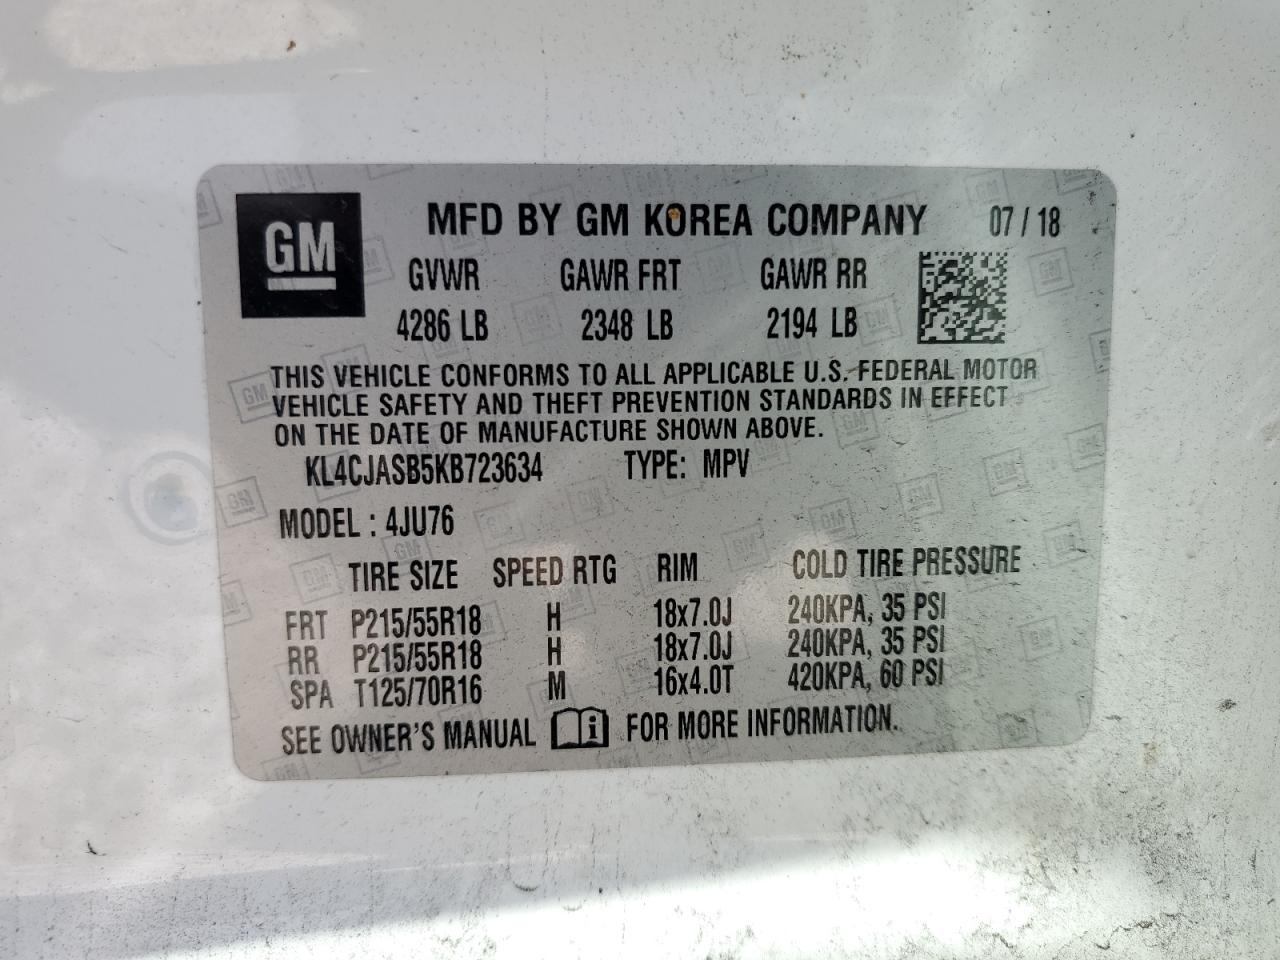 GM MFD BY GM KOREA COMPANY 07 / 18
GVWR GAWR FRT GAWR RR
4286 LB 2348 LB 2194 LB
THIS VEHICLE CONFORMS TO ALL APPLICABLE U.S. FEDERAL MOTOR
VEHICLE SAFETY AND THEFT PREVENTION STANDARDS IN EFFECT
ON THE DATE OF MANUFACTURE SHOWN ABOVE.
KL4CJASB5KB723634 TYPE: MPV
MODEL : 4JU76
TIRE SIZE SPEED RTG RIM COLD TIRE PRESSURE
FRT P215/55R18 H 18x7.0J 240KPA, 35 PSI
RR P215/55R18 H 18x7.0J 240KPA, 35 PSI
SPA T125/70R16 M 16x4.0T 420KPA, 60 PSI
SEE OWNER'S MANUAL i FOR MORE INFORMATION.